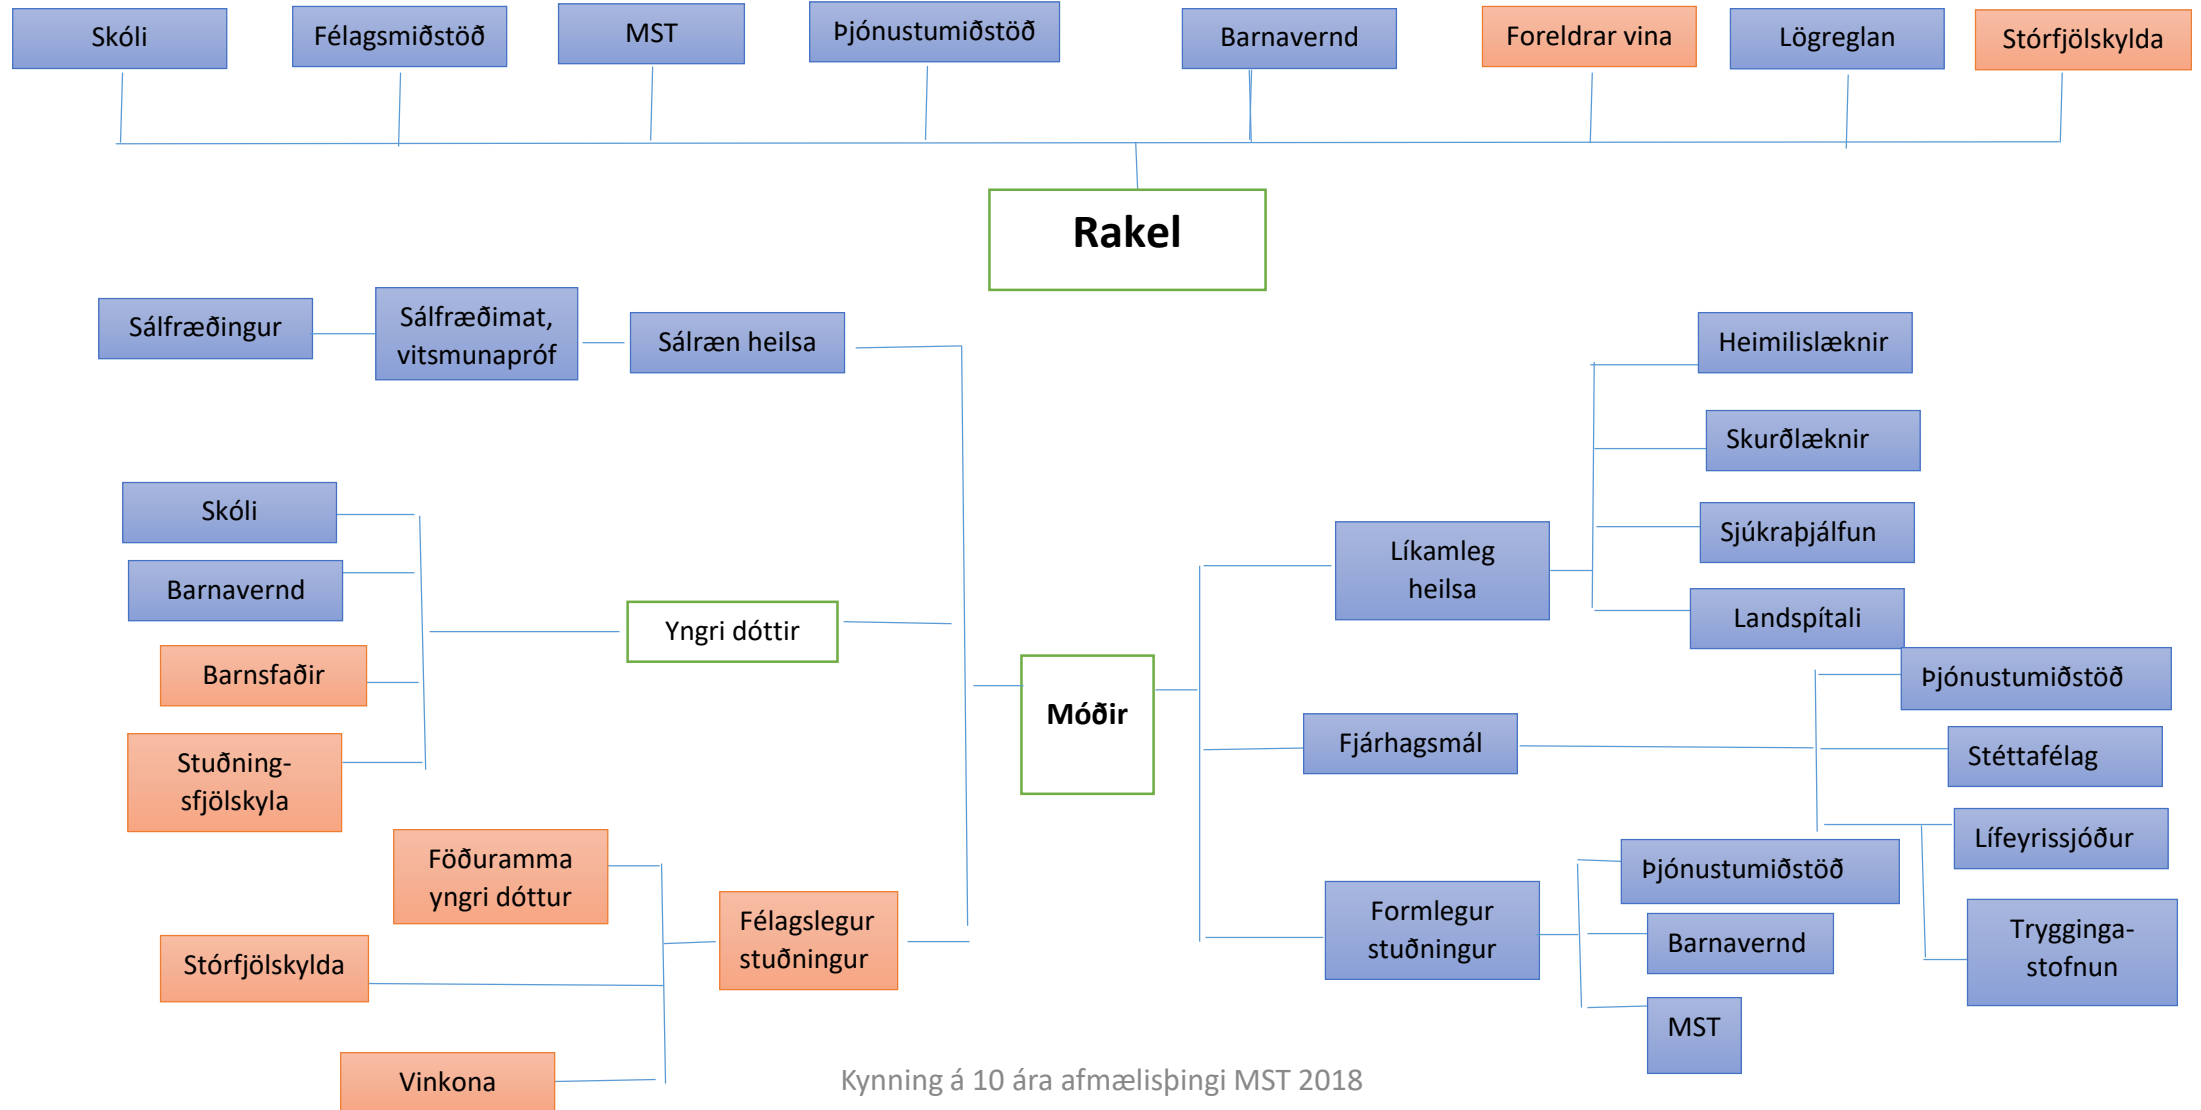 Skóli
Félagsmiðstöð
MST
Þjónustumiðstöð
Barnavernd
Foreldrar vina
Lögreglan
Stórfjölskylda
Rakel
Sálfræðingur
Sálfræðimat,
vitsmunapróf
Sálræn heilsa
Heimilislæknir
Skurðlæknir
Sjúkraþjálfun
Landspítali
Líkamleg
heilsa
Skóli
Barnavernd
Barnsfaðir
Stuðning-
sfjölskyla
Yngri dóttir
Móðir
Þjónustumiðstöð
Fjárhagsmál
Stéttafélag
Lífeyrissjóður
Trygginga-
stofnun
Föðuramma
yngri dóttur
Stórfjölskylda
Vinkona
Félagslegur
stuðningur
Formlegur
stuðningur
Þjónustumiðstöð
Barnavernd
MST
Kynning á 10 ára afmælisþingi MST 2018